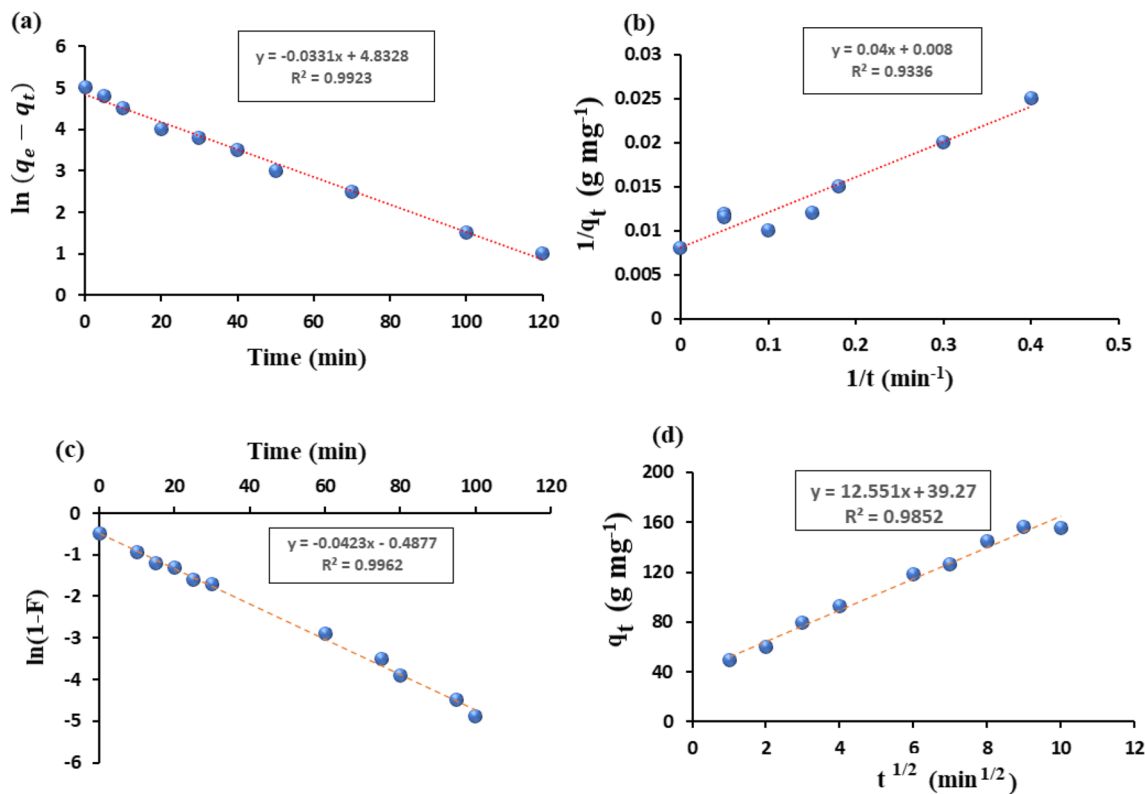 (a)
y = -0.0331x + 4.8328
R² = 0.9923
6
5
4
3
2
1
0
ln (qₑ − qₜ)
0 20 40 60 80 100 120
Time (min)
(b)
y = 0.04x + 0.008
R² = 0.9336
0.03
0.025
0.02
0.015
0.01
0.005
0
1/qₜ (g mg⁻¹)
0 0.1 0.2 0.3 0.4 0.5
1/t (min⁻¹)
(c)
Time (min)
0 20 40 60 80 100 120
y = -0.0423x - 0.4877
R² = 0.9962
0
-1
-2
-3
-4
-5
-6
ln(1-F)
(d)
y = 12.551x + 39.27
R² = 0.9852
200
160
120
80
40
0
qₜ (g mg⁻¹)
0 2 4 6 8 10 12
t ¹/² (min¹/²)